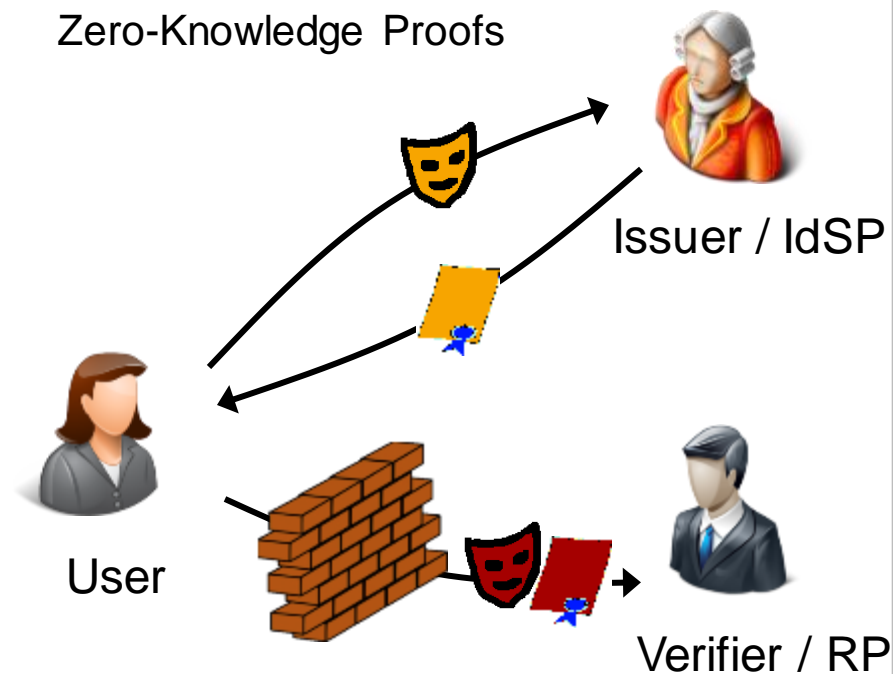 Zero-Knowledge Proofs
Issuer / IdSP
User
Verifier / RP